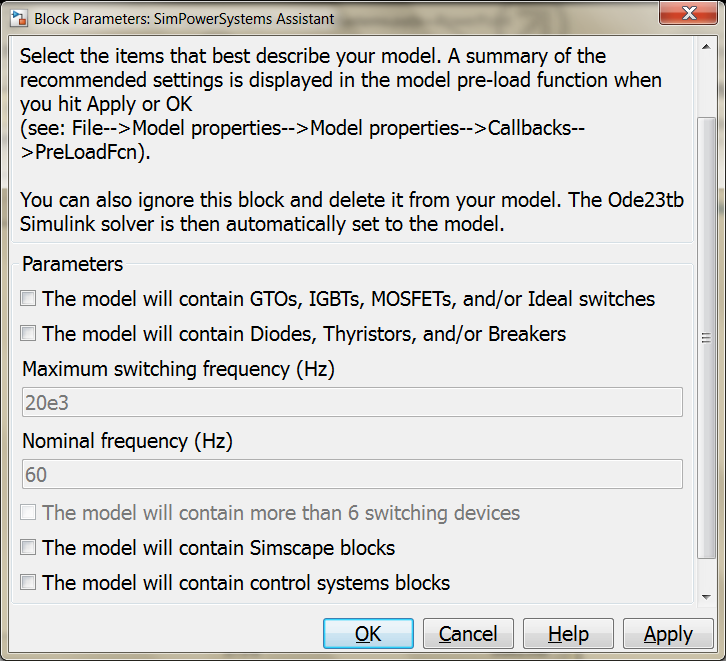 Block Parameters: SimPowerSystems Assistant
Select the items that best describe your model. A summary of the
recommended settings is displayed in the model pre-load function when
you hit Apply or OK
(see: File-->Model properties-->Model properties-->Callbacks--
>PreLoadFcn).
You can also ignore this block and delete it from your model. The Ode23tb
Simulink solver is then automatically set to the model.
Parameters
The model will contain GTOs, IGBTs, MOSFETs, and/or Ideal switches
The model will contain Diodes, Thyristors, and/or Breakers
Maximum switching frequency (Hz)
20e3
Nominal frequency (Hz)
60
The model will contain more than 6 switching devices
The model will contain Simscape blocks
The model will contain control systems blocks
OK Cancel Help Apply